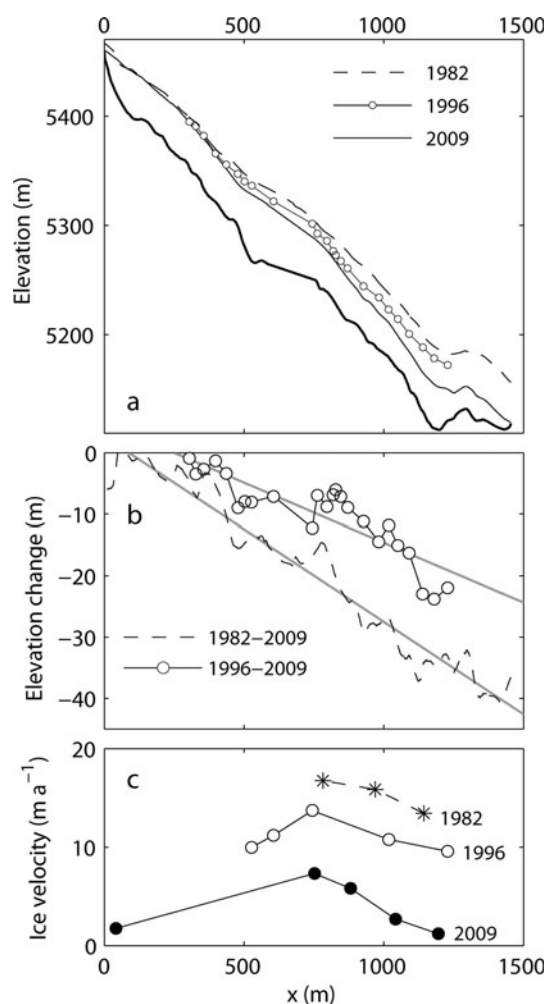 0 500 1000 1500
1982
1996
2009
5400
5300
5200
Elevation (m)
a
0
−10
−20
−30
−40
Elevation change (m)
b
1982−2009
1996−2009
20
10
0
Ice velocity (m a⁻¹)
c
1982
1996
2009
0 500 1000 1500
x (m)